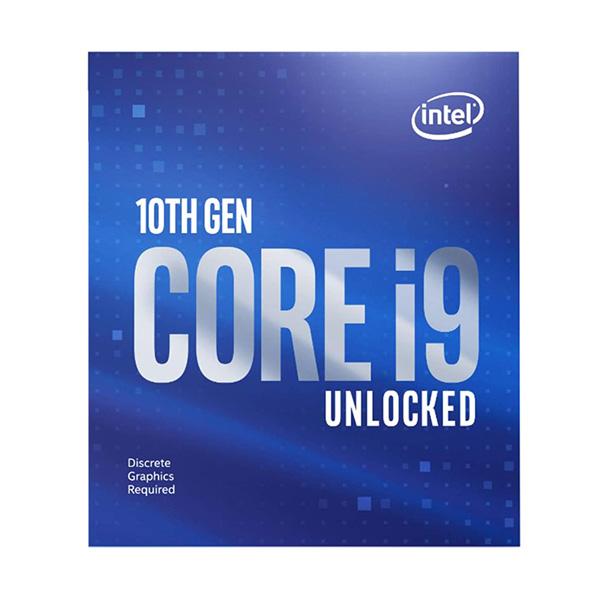 intel
10TH GEN
CORE i9
UNLOCKED
Discrete
Graphics
Required